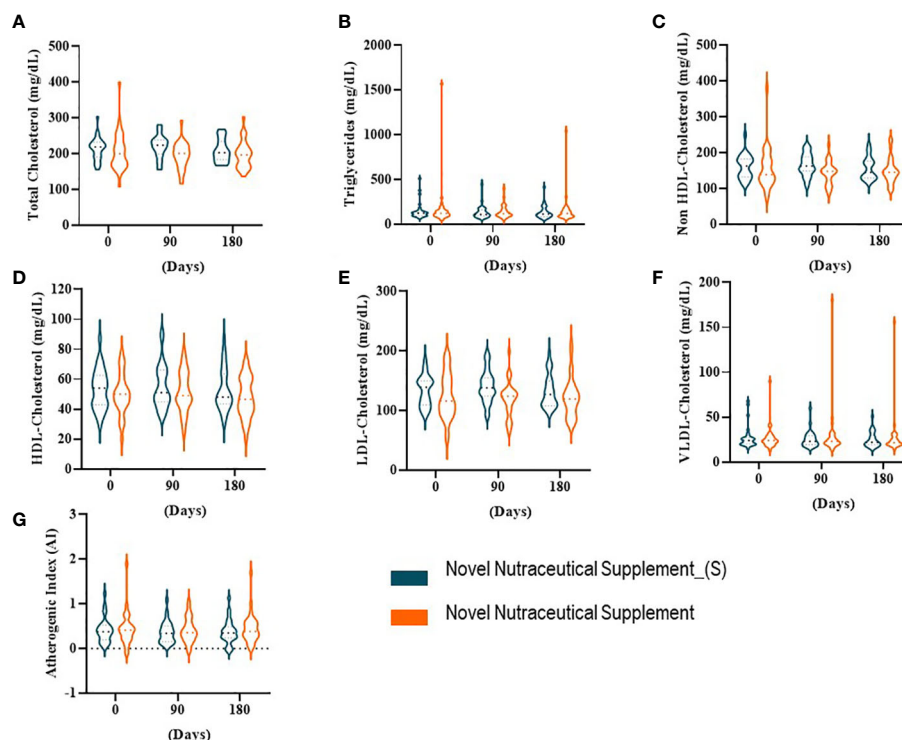 A
Total Cholesterol (mg/dL)
500
400
300
200
100
0
0 90 180
(Days)
B
Triglycerides (mg/dL)
2000
1500
1000
500
0
0 90 180
(Days)
C
Non HDL-Cholesterol (mg/dL)
500
400
300
200
100
0
0 90 180
(Days)
D
HDL-Cholesterol (mg/dL)
120
100
80
60
40
20
0
0 90 180
(Days)
E
LDL-Cholesterol (mg/dL)
300
200
100
0
0 90 180
(Days)
F
VLDL-Cholesterol (mg/dL)
200
150
100
50
0
0 90 180
(Days)
G
Atherogenic Index (AI)
3
2
1
0
-1
0 90 180
(Days)
Novel Nutraceutical Supplement_(S)
Novel Nutraceutical Supplement